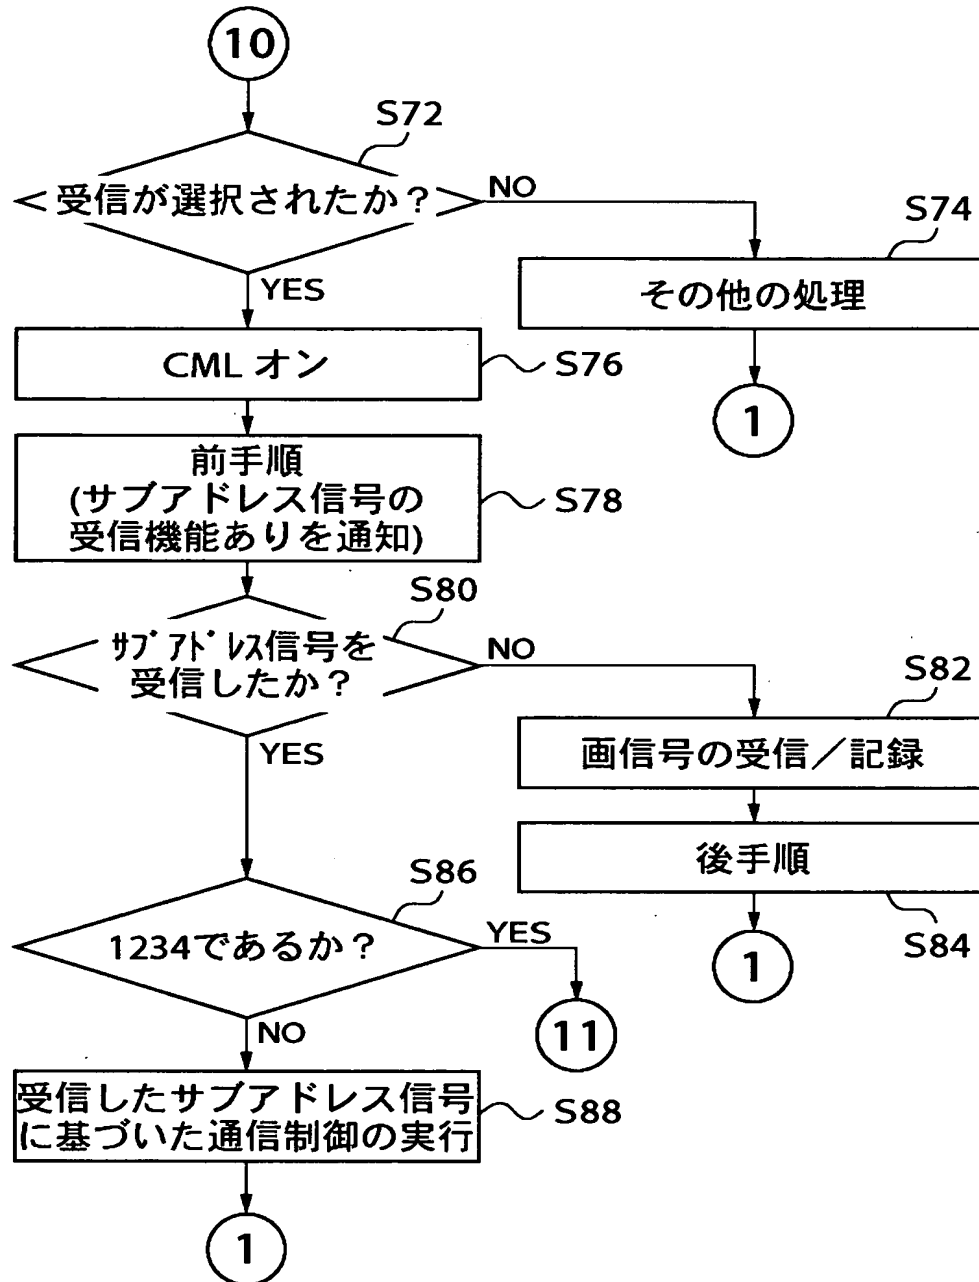 10
S72
受信が選択されたか？
NO
YES
S74
その他の処理
1
CML オン
S76
前手順
(サブアドレス信号の
受信機能ありを通知)
S78
S80
ｻﾌﾞｱﾄﾞﾚｽ信号を
受信したか？
NO
YES
S82
画信号の受信／記録
後手順
S84
1
S86
1234であるか？
YES
11
NO
受信したサブアドレス信号
に基づいた通信制御の実行
S88
1